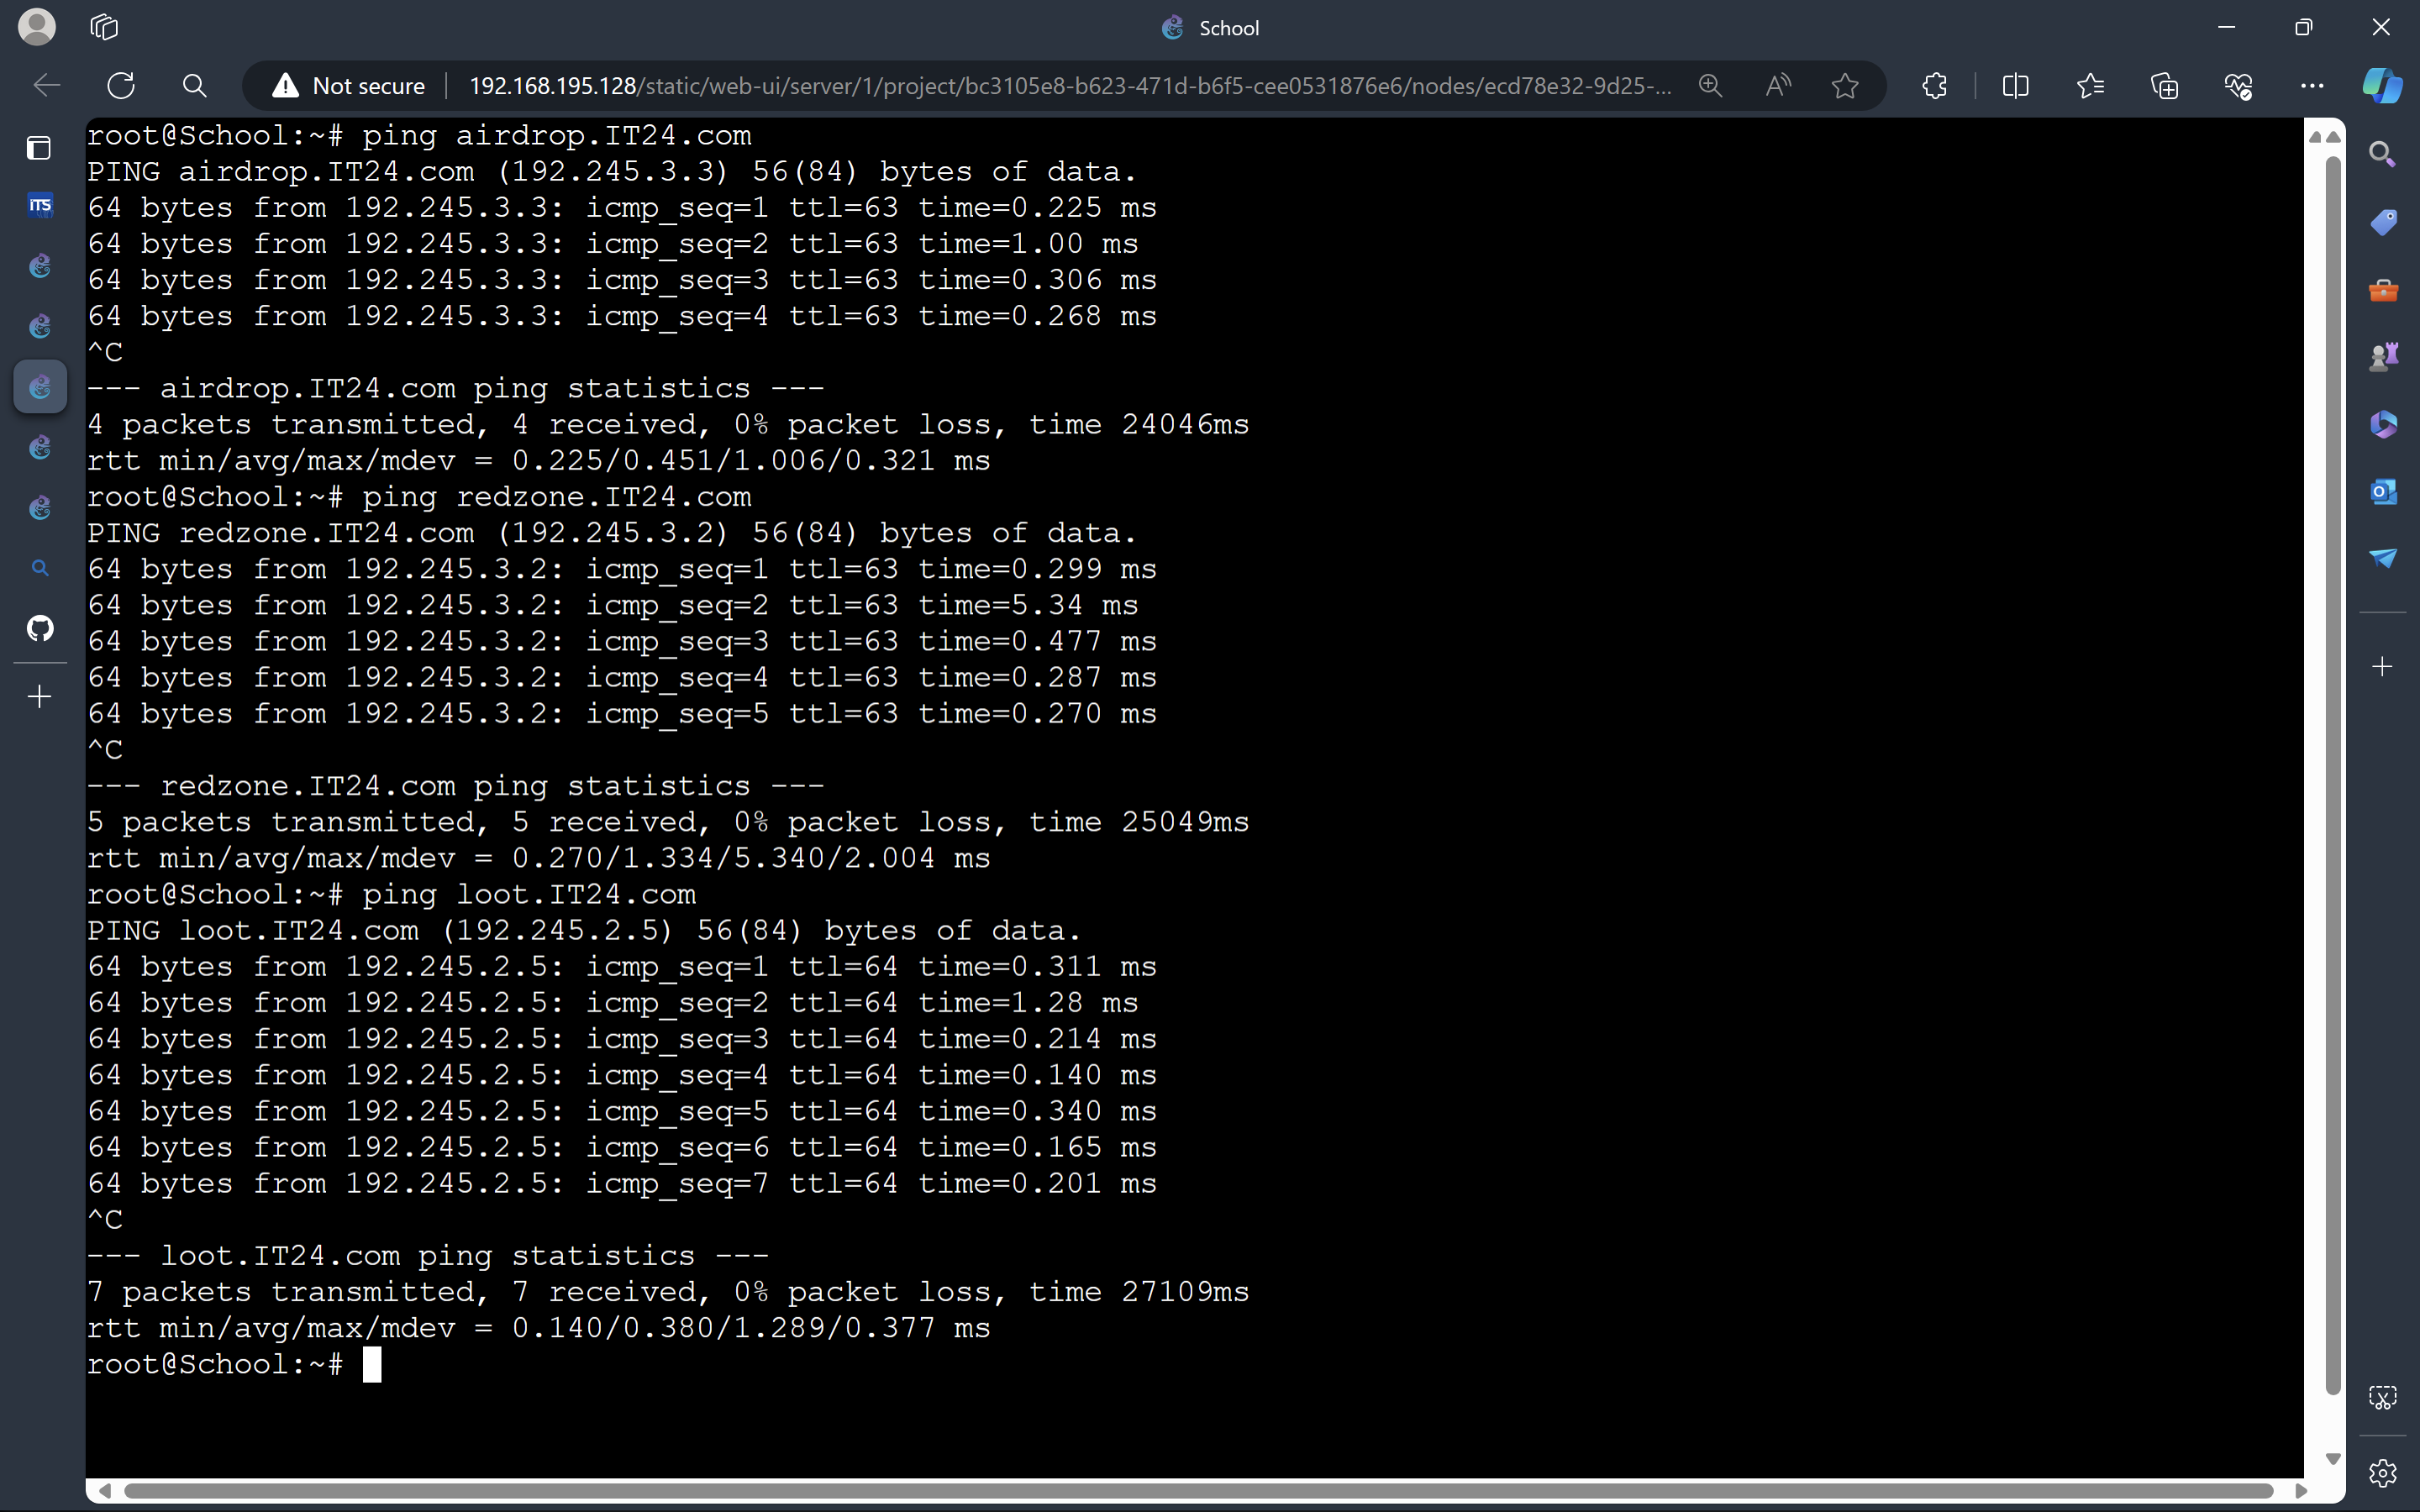 School
Not secure
192.168.195.128/static/web-ui/server/1/project/bc3105e8-b623-471d-b6f5-cee0531876e6/nodes/ecd78e32-9d25-...
ITS
root@School:~# ping airdrop.IT24.com
PING airdrop.IT24.com (192.245.3.3) 56(84) bytes of data.
64 bytes from 192.245.3.3: icmp_seq=1 ttl=63 time=0.225 ms
64 bytes from 192.245.3.3: icmp_seq=2 ttl=63 time=1.00 ms
64 bytes from 192.245.3.3: icmp_seq=3 ttl=63 time=0.306 ms
64 bytes from 192.245.3.3: icmp_seq=4 ttl=63 time=0.268 ms
^C
--- airdrop.IT24.com ping statistics ---
4 packets transmitted, 4 received, 0% packet loss, time 24046ms
rtt min/avg/max/mdev = 0.225/0.451/1.006/0.321 ms
root@School:~# ping redzone.IT24.com
PING redzone.IT24.com (192.245.3.2) 56(84) bytes of data.
64 bytes from 192.245.3.2: icmp_seq=1 ttl=63 time=0.299 ms
64 bytes from 192.245.3.2: icmp_seq=2 ttl=63 time=5.34 ms
64 bytes from 192.245.3.2: icmp_seq=3 ttl=63 time=0.477 ms
64 bytes from 192.245.3.2: icmp_seq=4 ttl=63 time=0.287 ms
64 bytes from 192.245.3.2: icmp_seq=5 ttl=63 time=0.270 ms
^C
--- redzone.IT24.com ping statistics ---
5 packets transmitted, 5 received, 0% packet loss, time 25049ms
rtt min/avg/max/mdev = 0.270/1.334/5.340/2.004 ms
root@School:~# ping loot.IT24.com
PING loot.IT24.com (192.245.2.5) 56(84) bytes of data.
64 bytes from 192.245.2.5: icmp_seq=1 ttl=64 time=0.311 ms
64 bytes from 192.245.2.5: icmp_seq=2 ttl=64 time=1.28 ms
64 bytes from 192.245.2.5: icmp_seq=3 ttl=64 time=0.214 ms
64 bytes from 192.245.2.5: icmp_seq=4 ttl=64 time=0.140 ms
64 bytes from 192.245.2.5: icmp_seq=5 ttl=64 time=0.340 ms
64 bytes from 192.245.2.5: icmp_seq=6 ttl=64 time=0.165 ms
64 bytes from 192.245.2.5: icmp_seq=7 ttl=64 time=0.201 ms
^C
--- loot.IT24.com ping statistics ---
7 packets transmitted, 7 received, 0% packet loss, time 27109ms
rtt min/avg/max/mdev = 0.140/0.380/1.289/0.377 ms
root@School:~#